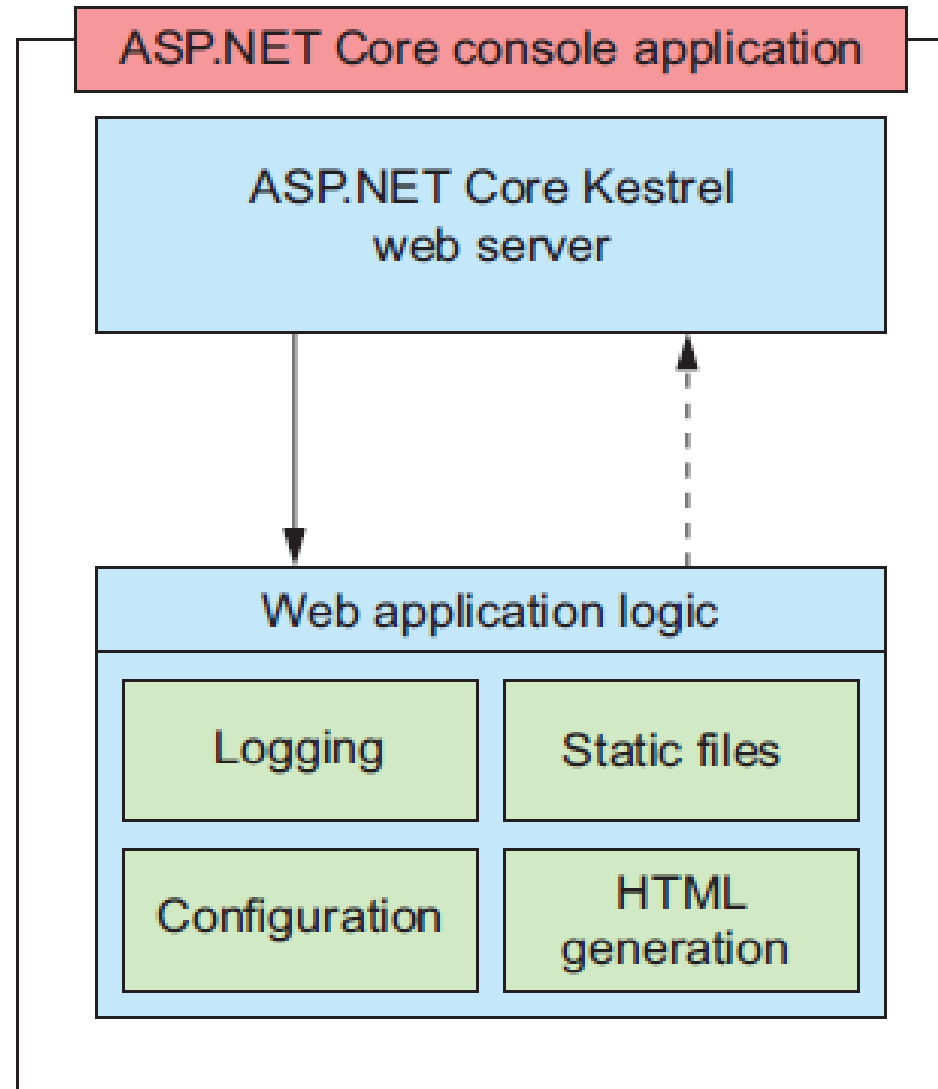 ASP.NET Core console application
ASP.NET Core Kestrel
web server
Web application logic
Logging
Static files
Configuration
HTML
generation